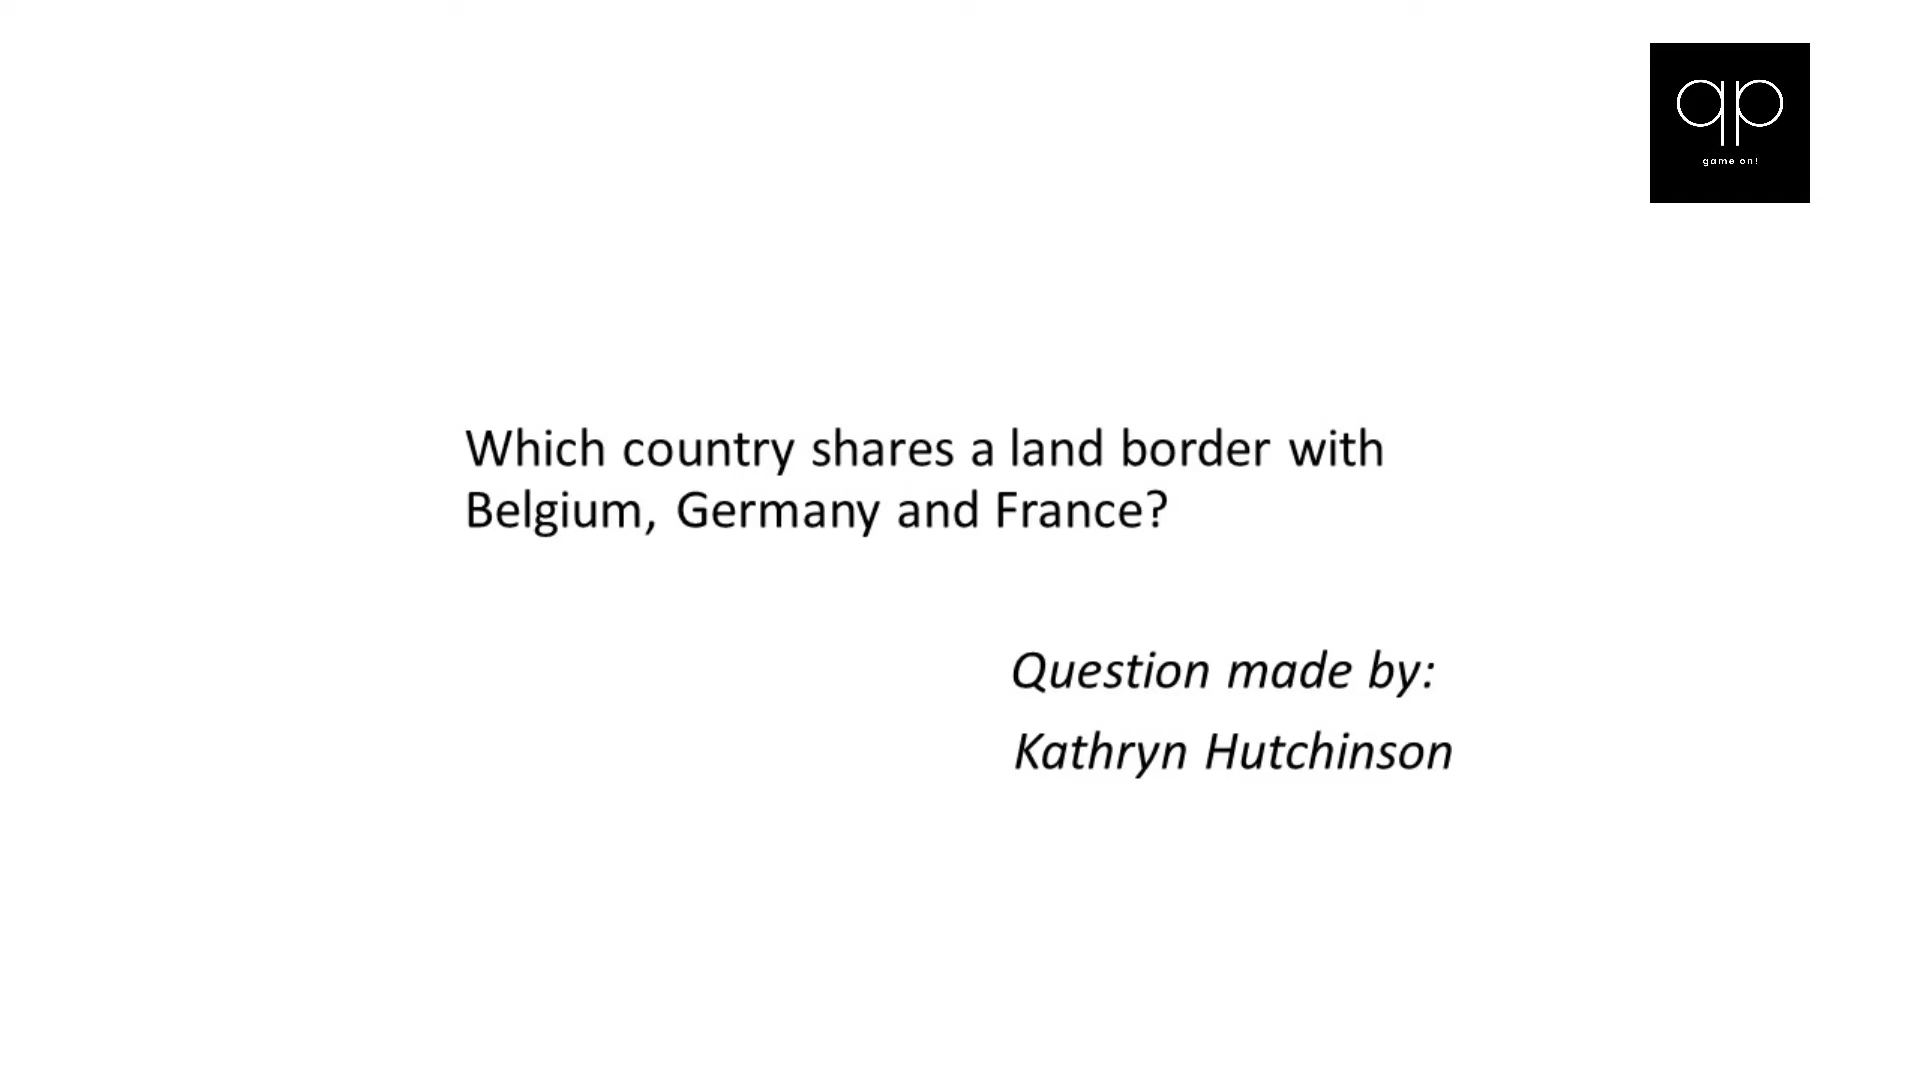 qp
game on!
Which country shares a land border with
Belgium, Germany and France?
Question made by:
Kathryn Hutchinson